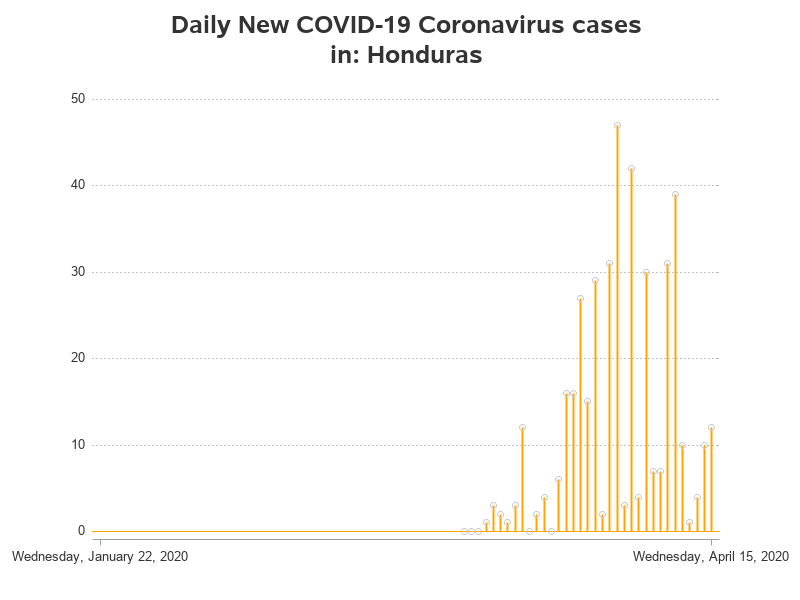 Daily New COVID-19 Coronavirus cases
in: Honduras
50
40
30
20
10
0
Wednesday, January 22, 2020
Wednesday, April 15, 2020